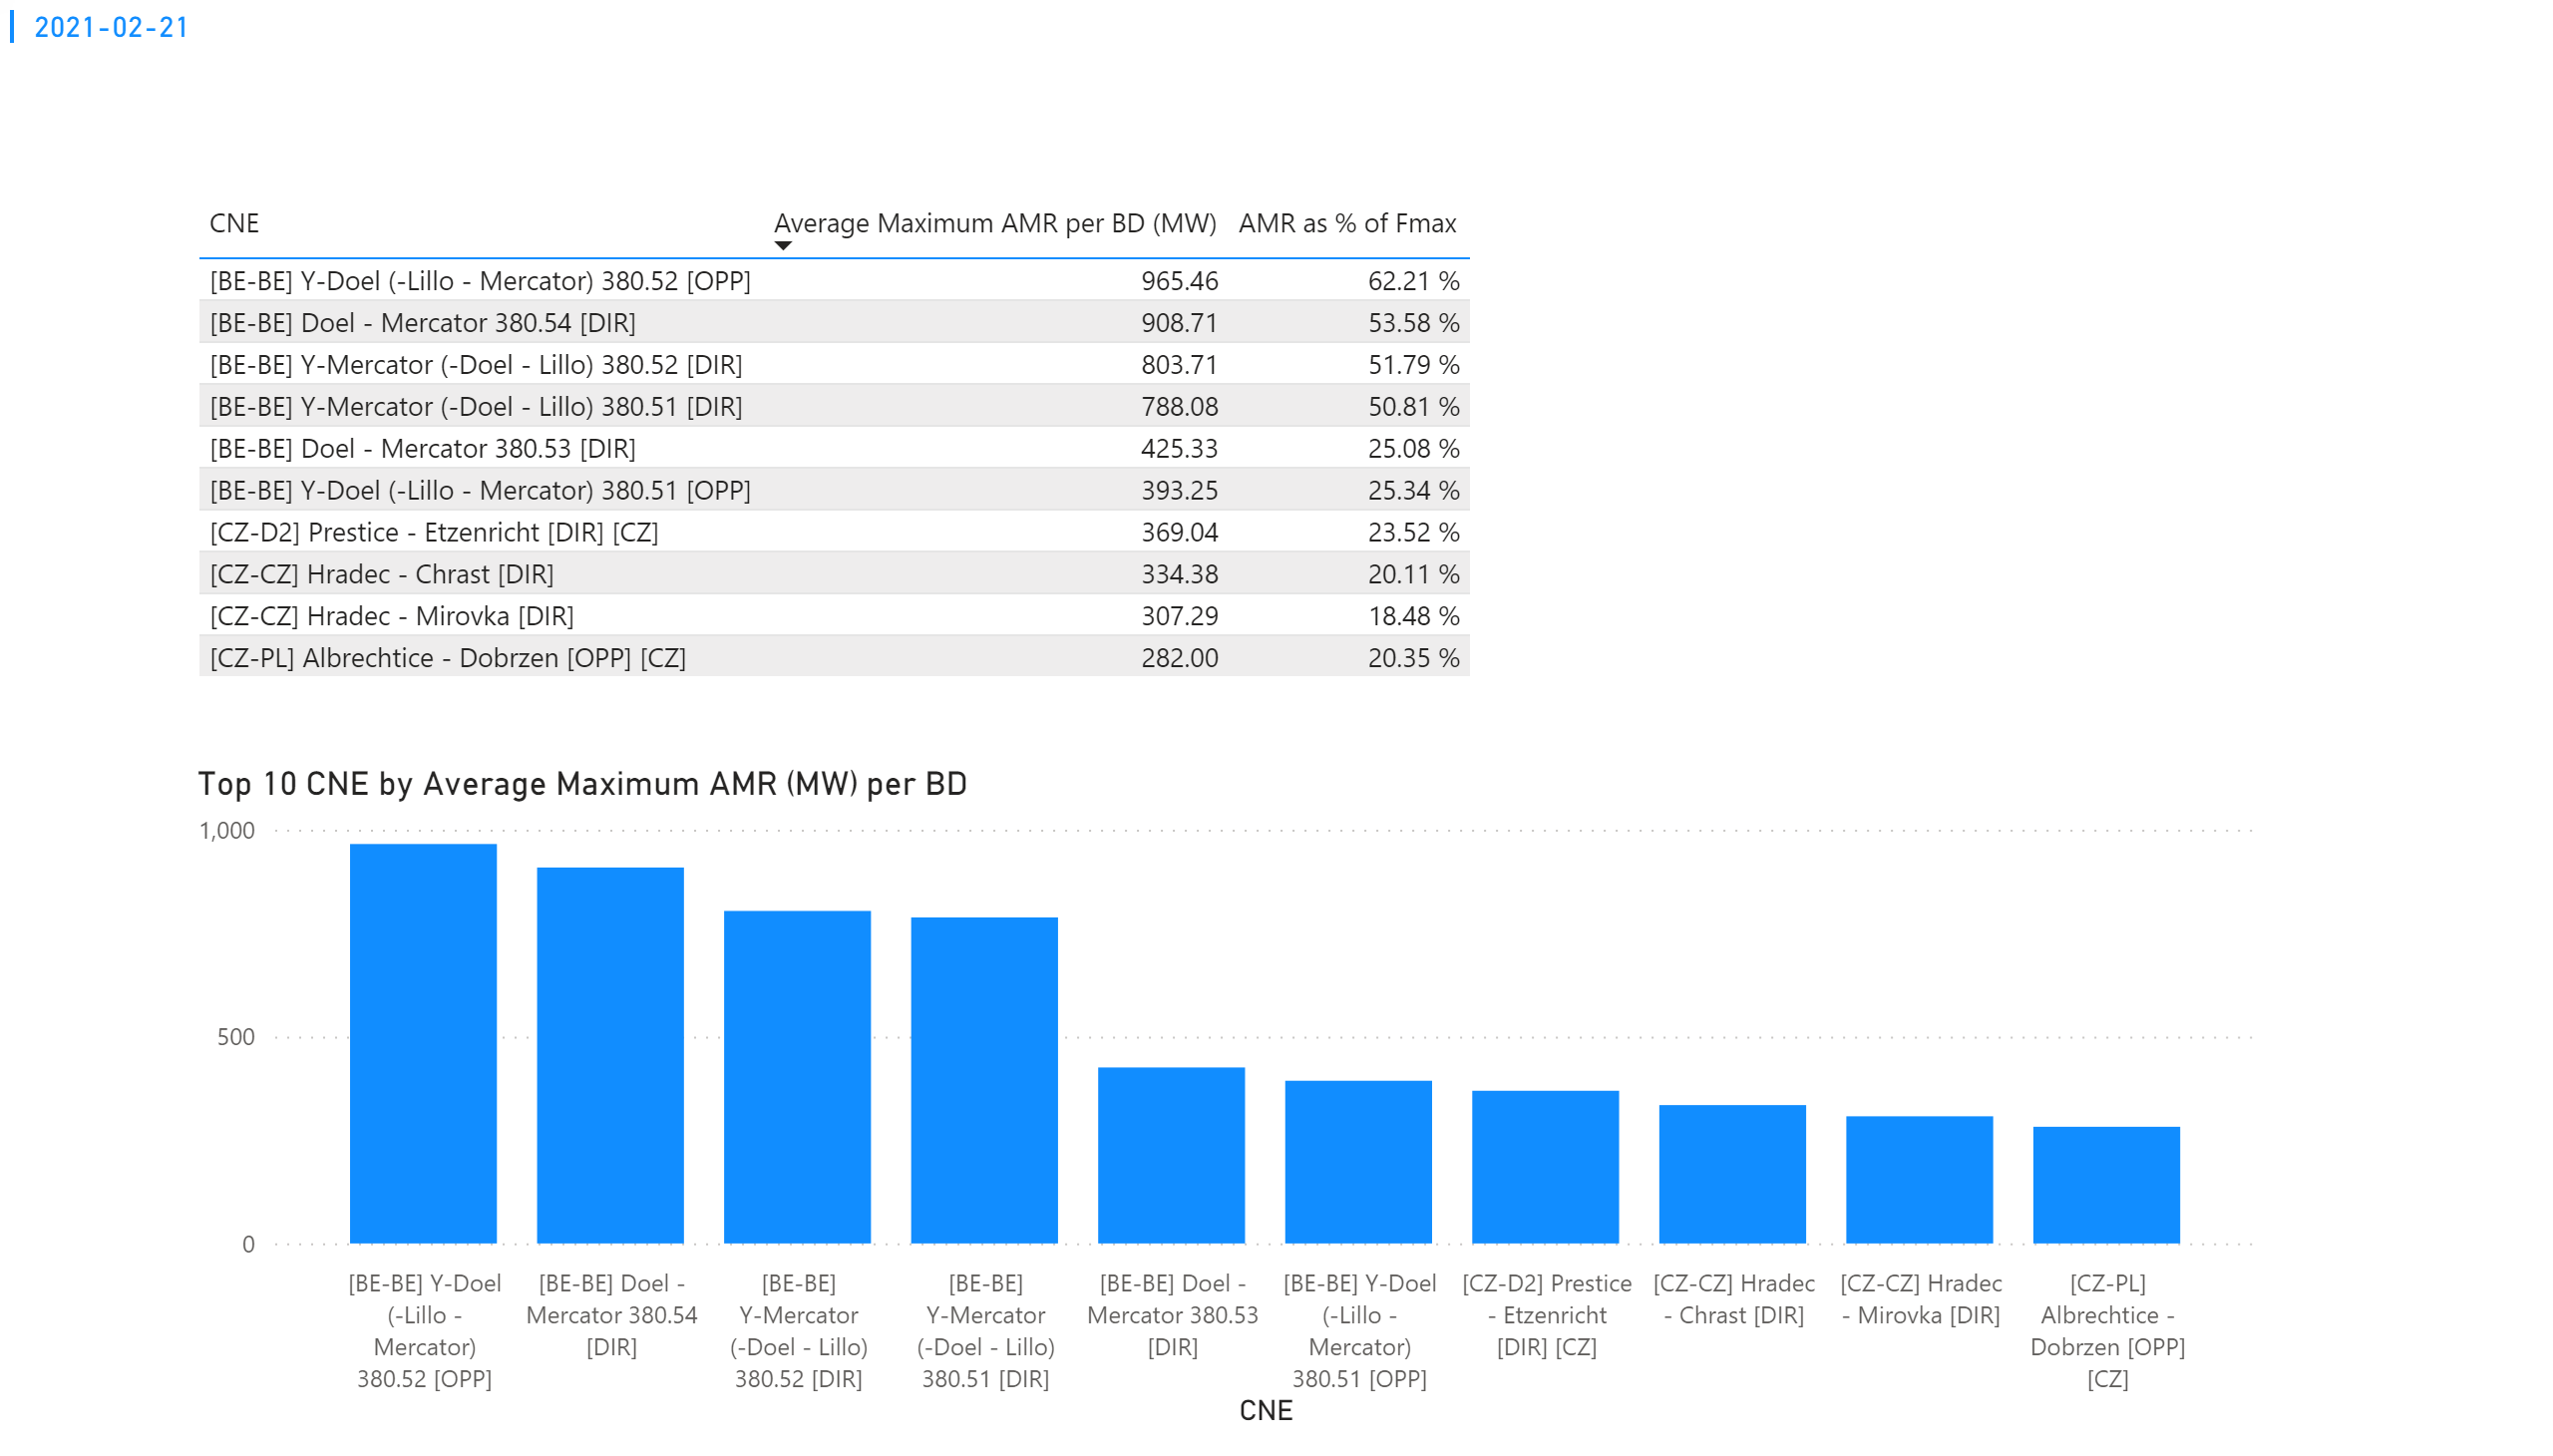 2021-02-21
CNE Average Maximum AMR per BD (MW) AMR as % of Fmax
[BE-BE] Y-Doel (-Lillo - Mercator) 380.52 [OPP] 965.46 62.21 %
[BE-BE] Doel - Mercator 380.54 [DIR] 908.71 53.58 %
[BE-BE] Y-Mercator (-Doel - Lillo) 380.52 [DIR] 803.71 51.79 %
[BE-BE] Y-Mercator (-Doel - Lillo) 380.51 [DIR] 788.08 50.81 %
[BE-BE] Doel - Mercator 380.53 [DIR] 425.33 25.08 %
[BE-BE] Y-Doel (-Lillo - Mercator) 380.51 [OPP] 393.25 25.34 %
[CZ-D2] Prestice - Etzenricht [DIR] [CZ] 369.04 23.52 %
[CZ-CZ] Hradec - Chrast [DIR] 334.38 20.11 %
[CZ-CZ] Hradec - Mirovka [DIR] 307.29 18.48 %
[CZ-PL] Albrechtice - Dobrzen [OPP] [CZ] 282.00 20.35 %
Top 10 CNE by Average Maximum AMR (MW) per BD
1,000
500
0
[BE-BE] Y-Doel
(-Lillo -
Mercator)
380.52 [OPP]
[BE-BE] Doel -
Mercator 380.54
[DIR]
[BE-BE]
Y-Mercator
(-Doel - Lillo)
380.52 [DIR]
[BE-BE]
Y-Mercator
(-Doel - Lillo)
380.51 [DIR]
[BE-BE] Doel -
Mercator 380.53
[DIR]
[BE-BE] Y-Doel
(-Lillo -
Mercator)
380.51 [OPP]
[CZ-D2] Prestice
- Etzenricht
[DIR] [CZ]
[CZ-CZ] Hradec
- Chrast [DIR]
[CZ-CZ] Hradec
- Mirovka [DIR]
[CZ-PL]
Albrechtice -
Dobrzen [OPP]
[CZ]
CNE